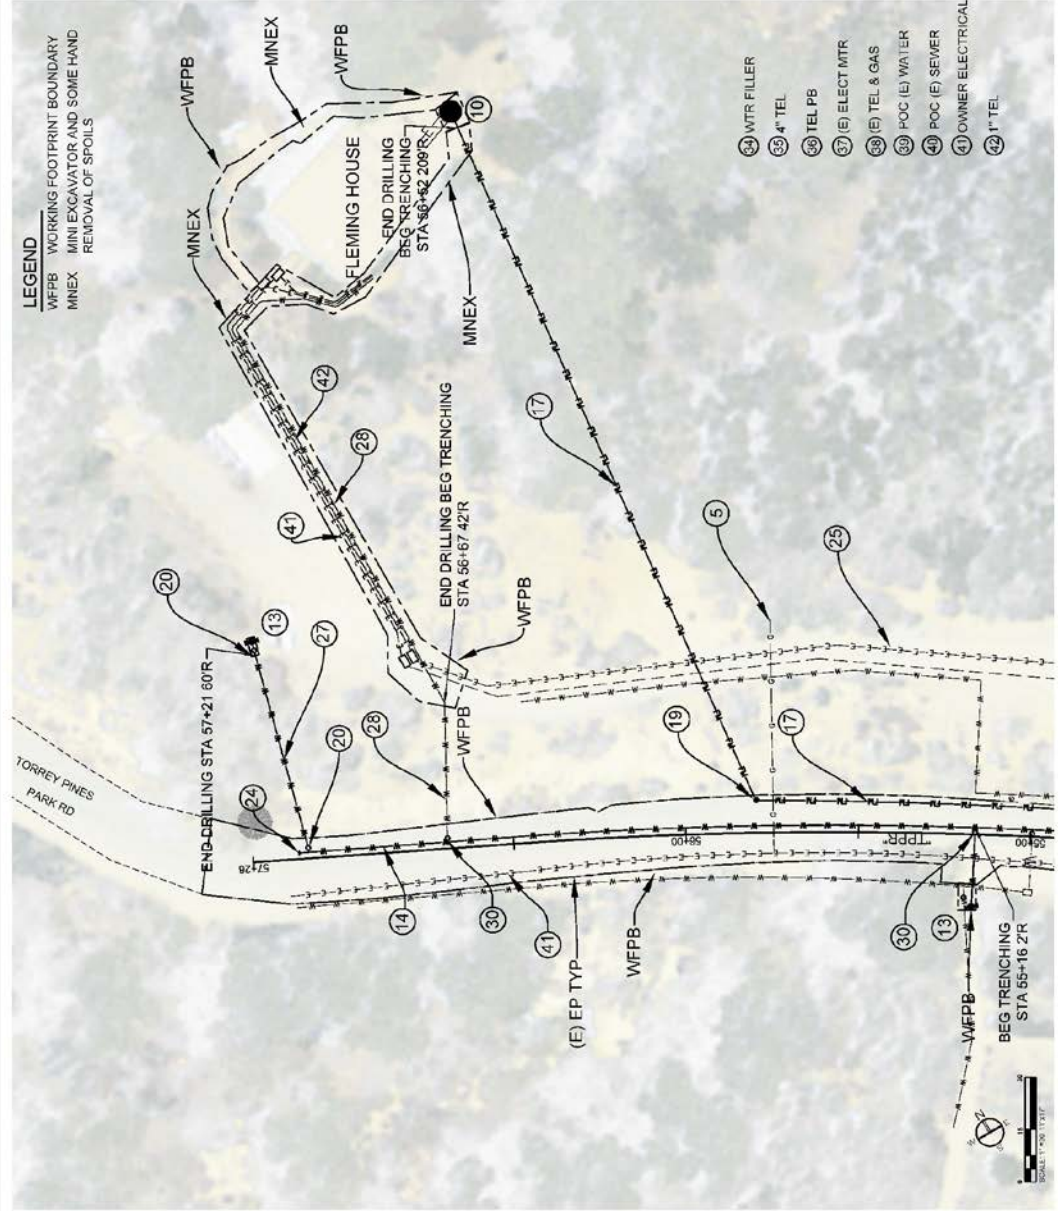 LEGEND
WFPB WORKING FOOTPRINT BOUNDARY
MNEX MINI EXCAVATOR AND SOME HAND
REMOVAL OF SPOILS
WFPB
MNEX
WFPB
MNEX
FLEMING HOUSE
END DRILLING
BEG TRENCHING
STA 56+52 209'R
10
MNEX
34 WTR FILLER
35 4" TEL
36 TEL PB
37 (E) ELECT MTR
38 (E) TEL & GAS
39 POC (E) WATER
40 POC (E) SEWER
41 OWNER ELECTRICAL
42 1" TEL
42
28
41
17
END DRILLING BEG TRENCHING
STA 56+67 42'R
WFPB
5
25
20
13
27
END DRILLING STA 57+21 60'R
20
28
WFPB
19
17
TORREY PINES
PARK RD
24
57+28
56+00
"TPPR"
55+00
14
30
41
(E) EP TYP
WFPB
30
13
WFPB
BEG TRENCHING
STA 55+16 2'R